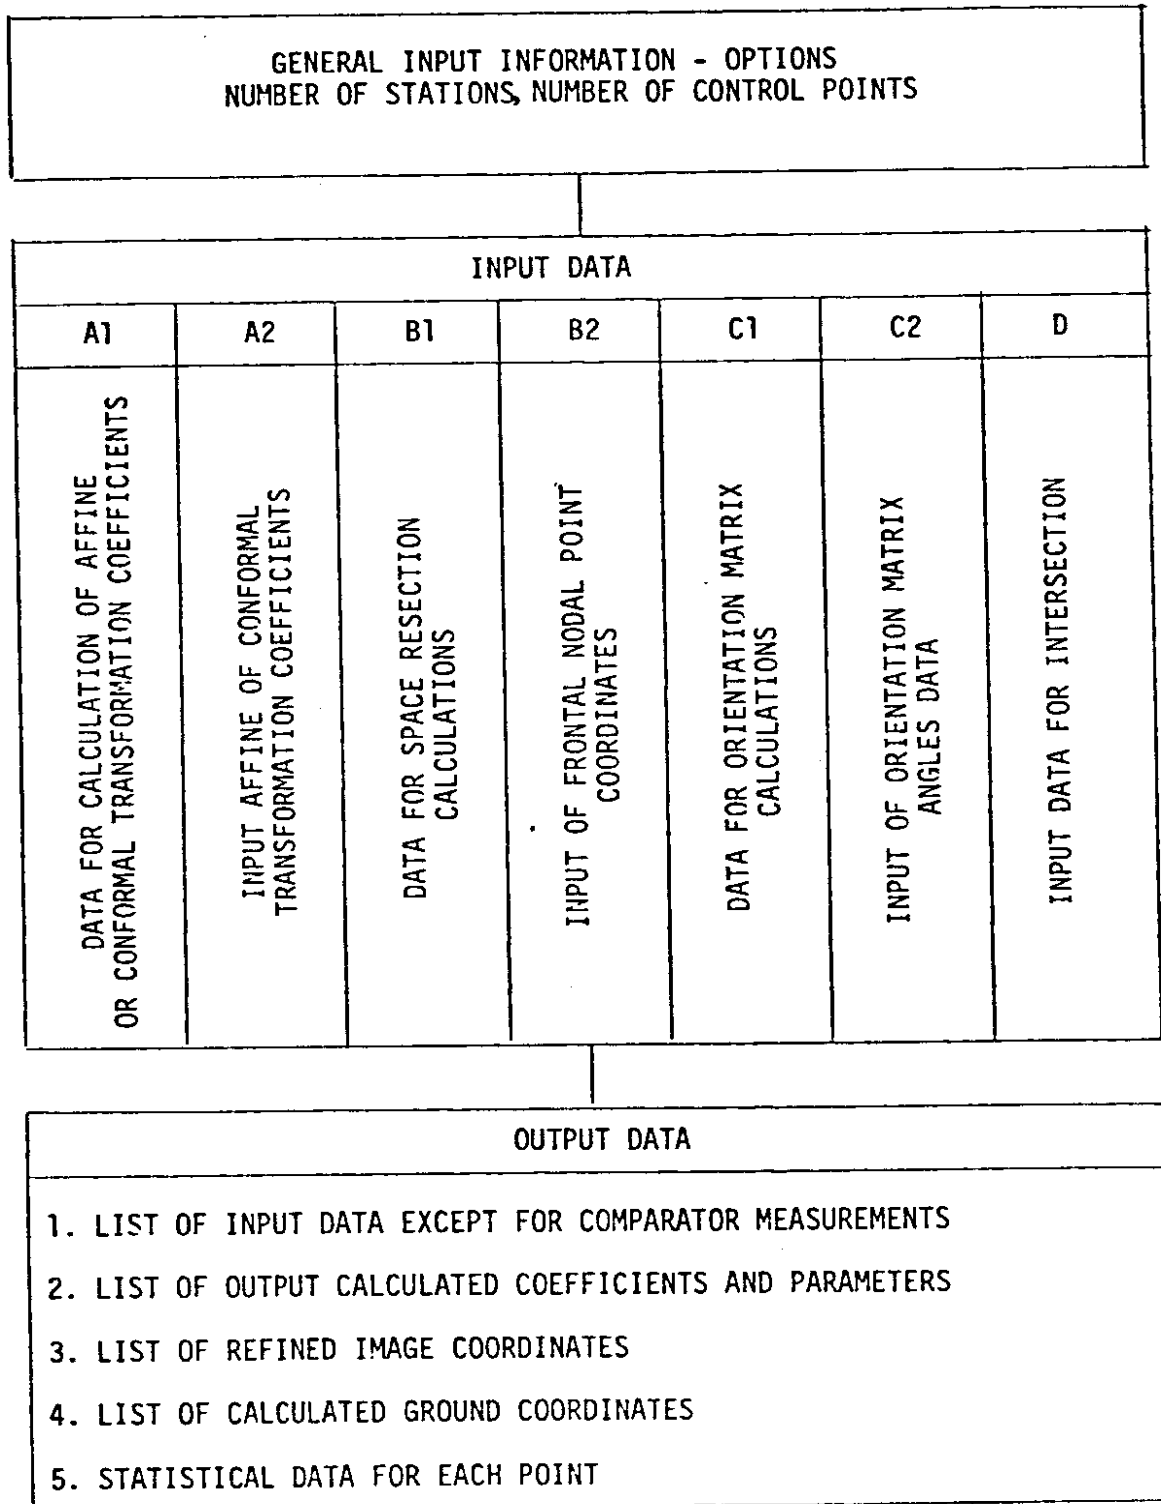 GENERAL INPUT INFORMATION - OPTIONS
NUMBER OF STATIONS, NUMBER OF CONTROL POINTS
INPUT DATA
A1
A2
B1
B2
C1
C2
D
DATA FOR CALCULATION OF AFFINE
OR CONFORMAL TRANSFORMATION COEFFICIENTS
INPUT AFFINE OF CONFORMAL
TRANSFORMATION COEFFICIENTS
DATA FOR SPACE RESECTION
CALCULATIONS
INPUT OF FRONTAL NODAL POINT
COORDINATES
DATA FOR ORIENTATION MATRIX
CALCULATIONS
INPUT OF ORIENTATION MATRIX
ANGLES DATA
INPUT DATA FOR INTERSECTION
OUTPUT DATA
1. LIST OF INPUT DATA EXCEPT FOR COMPARATOR MEASUREMENTS
2. LIST OF OUTPUT CALCULATED COEFFICIENTS AND PARAMETERS
3. LIST OF REFINED IMAGE COORDINATES
4. LIST OF CALCULATED GROUND COORDINATES
5. STATISTICAL DATA FOR EACH POINT